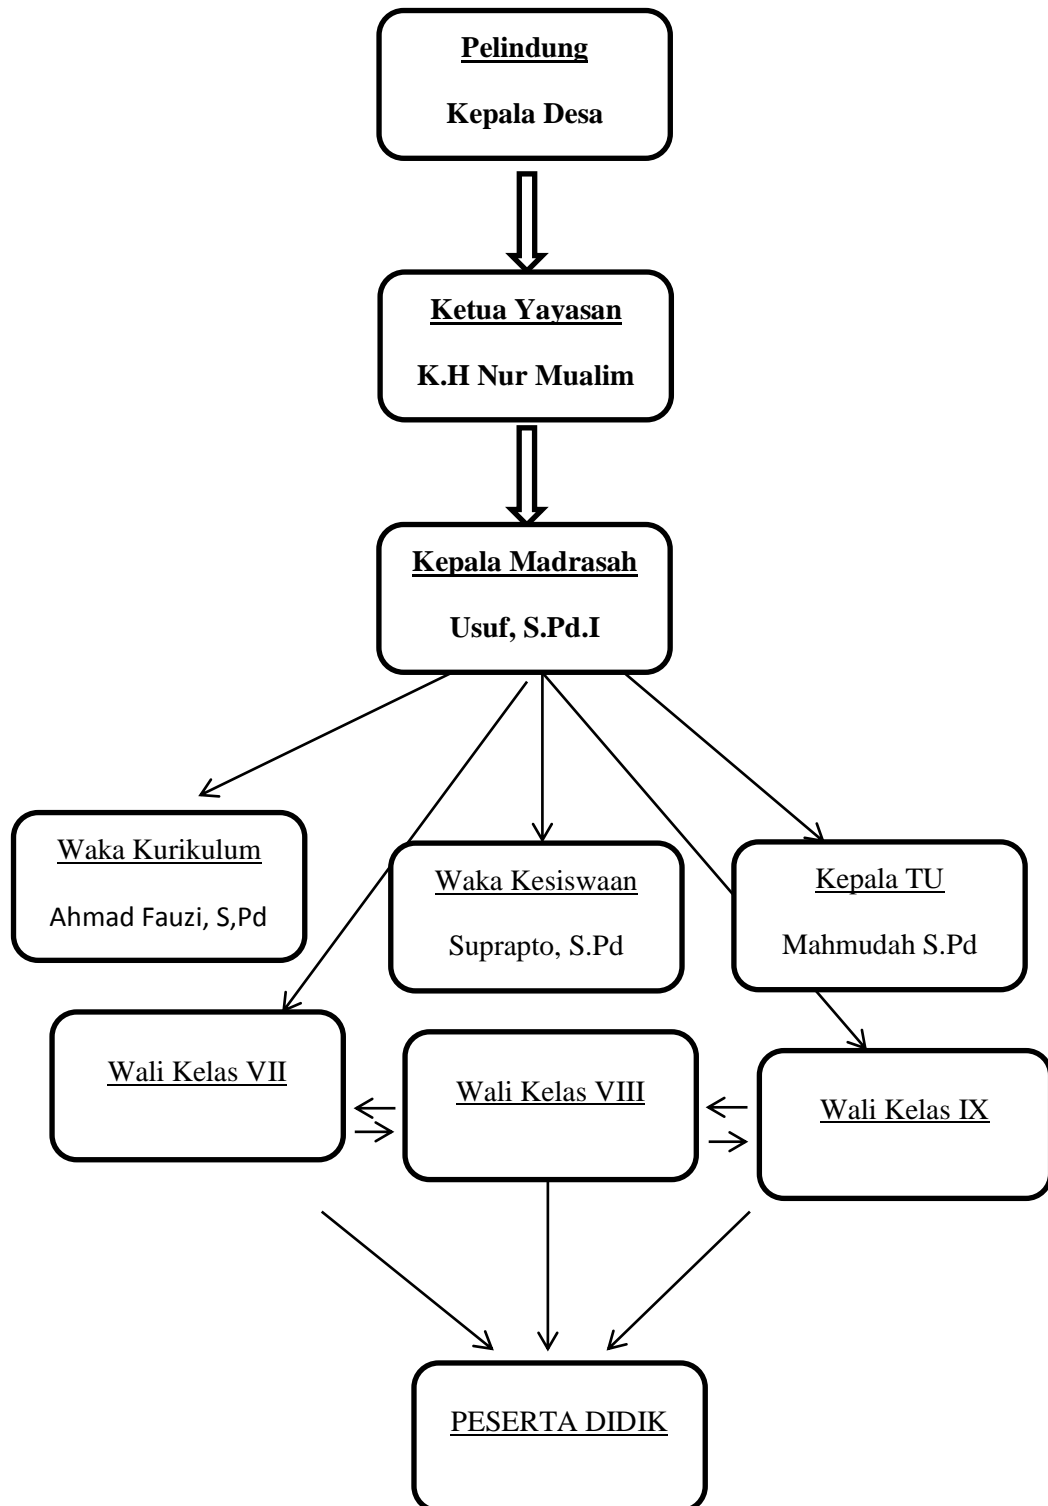 Pelindung
Kepala Desa
Ketua Yayasan
K.H Nur Mualim
Kepala Madrasah
Usuf, S.Pd.I
Waka Kurikulum
Ahmad Fauzi, S,Pd
Waka Kesiswaan
Suprapto, S.Pd
Kepala TU
Mahmudah S.Pd
Wali Kelas VII
Wali Kelas VIII
Wali Kelas IX
PESERTA DIDIK